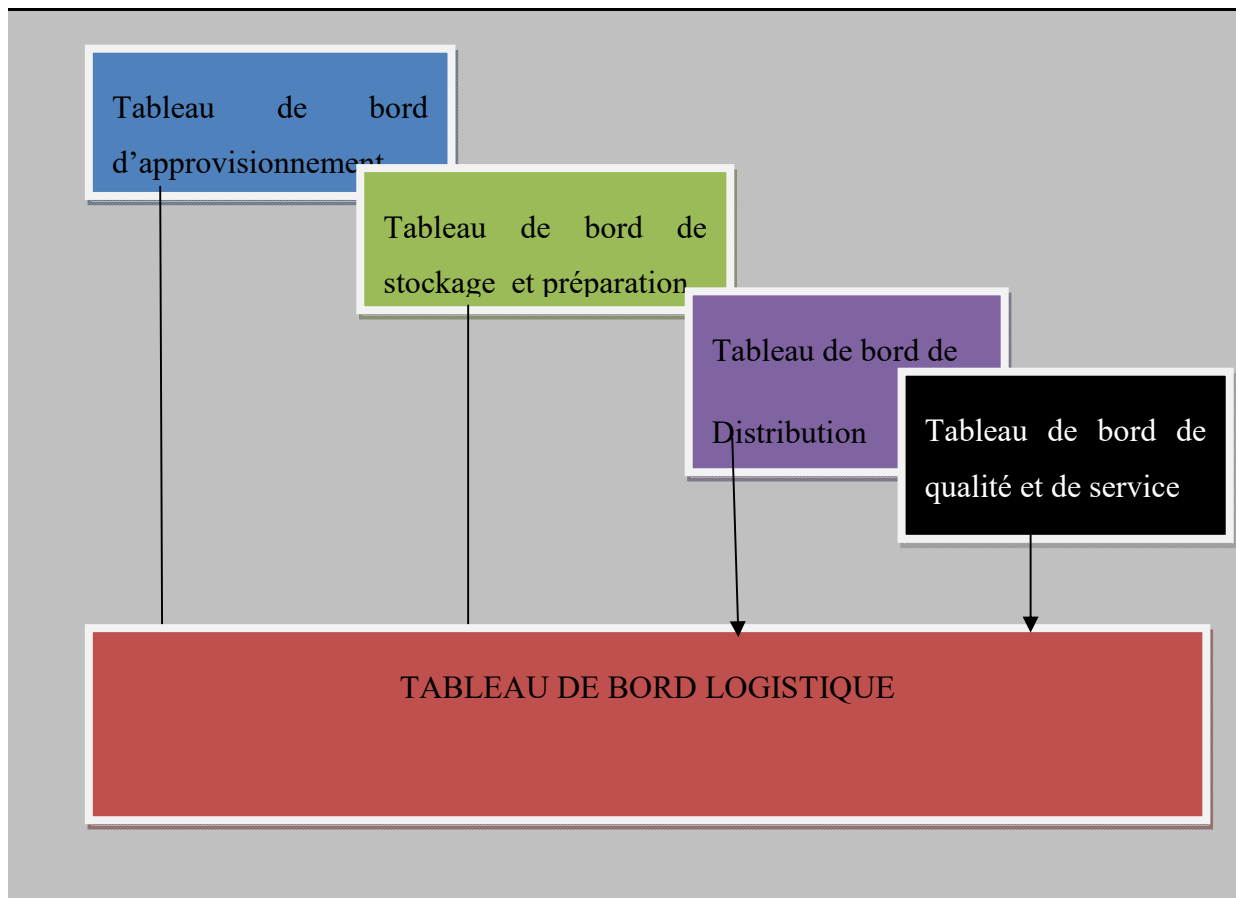 Tableau de bord
d’approvisionnement
Tableau de bord de
stockage et préparation
Tableau de bord de
Distribution
Tableau de bord de
qualité et de service
TABLEAU DE BORD LOGISTIQUE